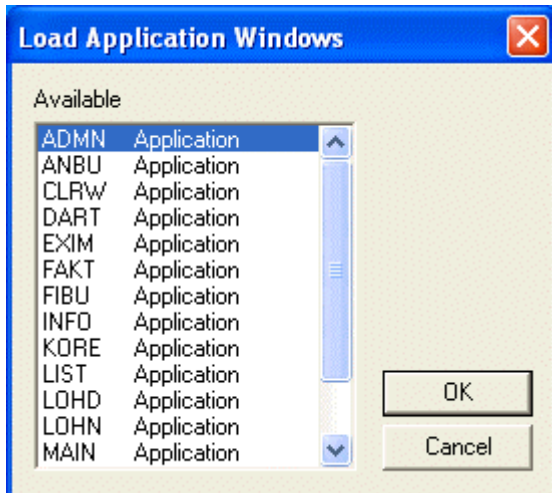 Load Application Windows
Available
ADMN Application
ANBU Application
CLRW Application
DART Application
EXIM Application
FAKT Application
FIBU Application
INFO Application
KORE Application
LIST Application
LOHD Application
LOHN Application
MAIN Application
OK
Cancel